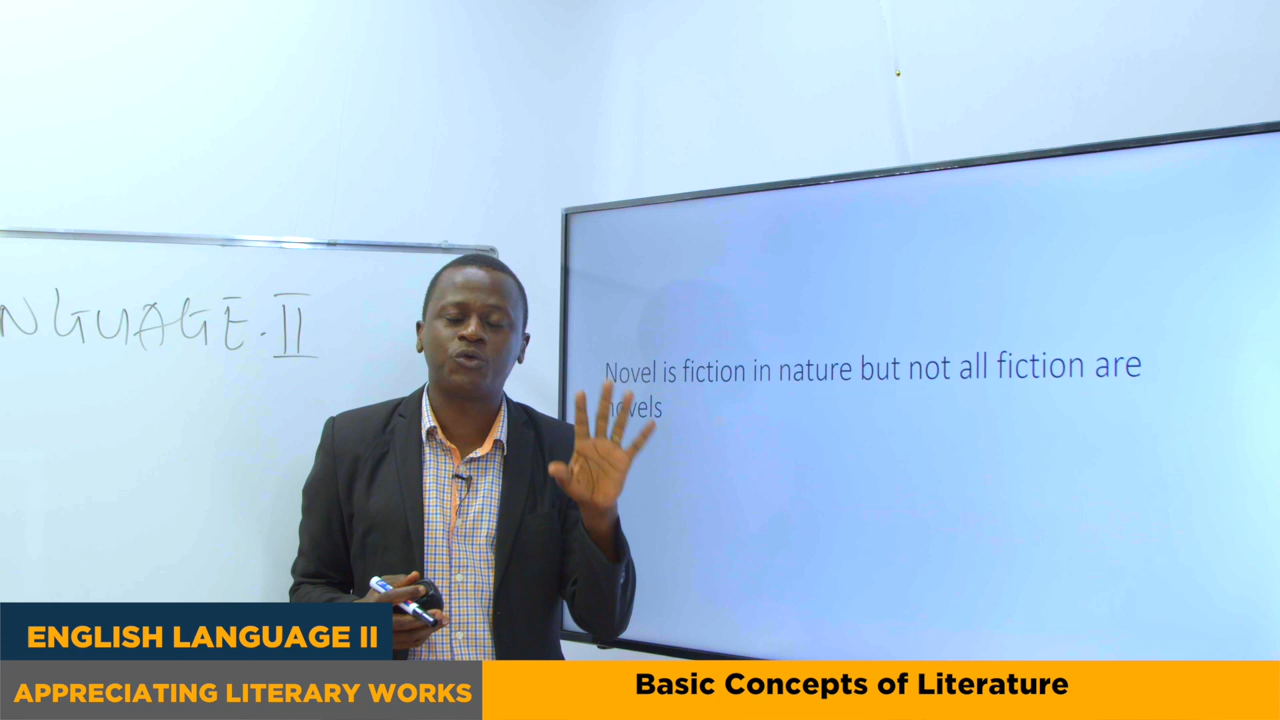 NGUAGE-II
Novel is fiction in nature but not all fiction are
novels
ENGLISH LANGUAGE II
APPRECIATING LITERARY WORKS
Basic Concepts of Literature